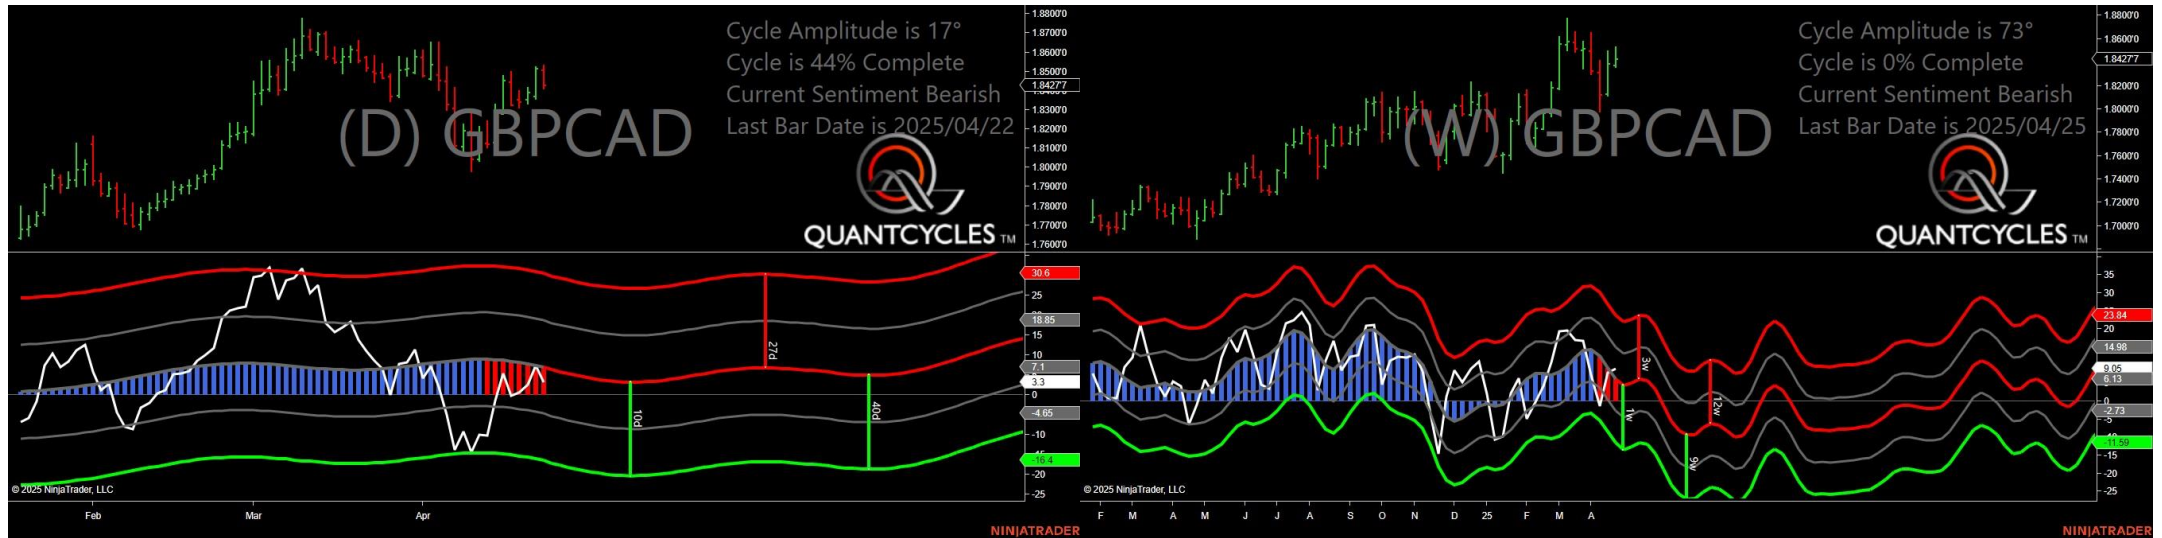 Cycle Amplitude is 17°
Cycle is 44% Complete
Current Sentiment Bearish
Last Bar Date is 2025/04/22
(D) GBPCAD
QUANTCYCLES TM
1.8800'0
1.8700'0
1.8600'0
1.8500'0
1.8427'7
1.8300'0
1.8200'0
1.8100'0
1.8000'0
1.7900'0
1.7800'0
1.7700'0
1.7600'0
30.6
25
18.85
15
10
7.1
3.3
0
-4.65
-10
-16.4
-20
-25
27d
10d
40d
© 2025 NinjaTrader, LLC
Feb
Mar
Apr
NINJATRADER
Cycle Amplitude is 73°
Cycle is 0% Complete
Current Sentiment Bearish
Last Bar Date is 2025/04/25
(W) GBPCAD
QUANTCYCLES TM
1.8800'0
1.8600'0
1.8427'7
1.8200'0
1.8000'0
1.7800'0
1.7600'0
1.7400'0
1.7200'0
1.7000'0
35
30
23.84
20
14.98
9.05
6.13
0
-2.73
-5
-11.59
-15
-20
-25
3w
1w
12w
9w
© 2025 NinjaTrader, LLC
F
M
A
M
J
J
A
S
O
N
D
25
F
M
A
NINJATRADER